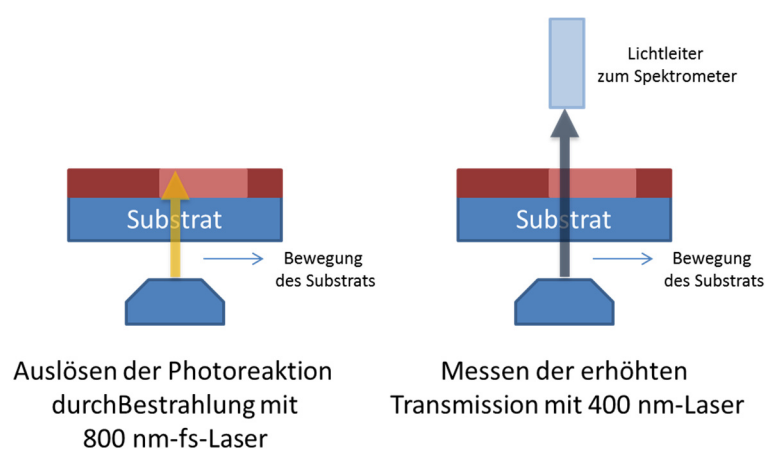 Lichtleiter
zum Spektrometer
Substrat
Bewegung
des Substrats
Auslösen der Photoreaktion
durchBestrahlung mit
800 nm-fs-Laser
Substrat
Bewegung
des Substrats
Messen der erhöhten
Transmission mit 400 nm-Laser